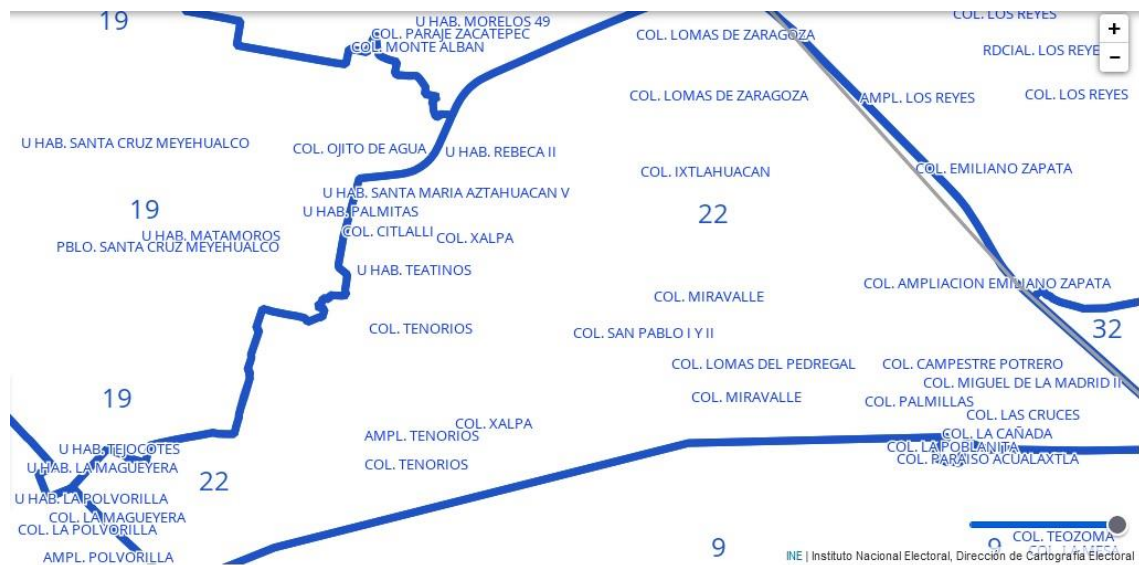 19
U HAB. MORELOS 49
COL. PARAJE ZACATEPEC
COL. MONTE ALBAN
COL. LOMAS DE ZARAGOZA
COL. LOS REYES
+
RDCIAL. LOS REYE
−
COL. LOMAS DE ZARAGOZA
AMPL. LOS REYES
COL. LOS REYES
U HAB. SANTA CRUZ MEYEHUALCO
COL. OJITO DE AGUA
U HAB. REBECA II
COL. IXTLAHUACAN
COL. EMILIANO ZAPATA
U HAB. SANTA MARIA AZTAHUACAN V
19
U HAB. PALMITAS
22
U HAB. MATAMOROS
COL. CITLALLI
COL. XALPA
PBLO. SANTA CRUZ MEYEHUALCO
U HAB. TEATINOS
COL. AMPLIACION EMILIANO ZAPATA
COL. MIRAVALLE
COL. TENORIOS
COL. SAN PABLO I Y II
32
COL. LOMAS DEL PEDREGAL
COL. CAMPESTRE POTRERO
COL. MIGUEL DE LA MADRID II
19
COL. MIRAVALLE
COL. PALMILLAS
COL. LAS CRUCES
COL. XALPA
AMPL. TENORIOS
COL. LA CAÑADA
U HAB. TEJOCOTES
COL. LA POBLANITA
COL. PARAISO ACUALAXTLA
U HAB. LA MAGUEYERA
COL. TENORIOS
22
U HAB. LA POLVORILLA
COL. LA MAGUEYERA
COL. LA POLVORILLA
COL. TEOZOMA
9
9
COL. LA MESA
AMPL. POLVORILLA
INE | Instituto Nacional Electoral, Dirección de Cartografía Electoral